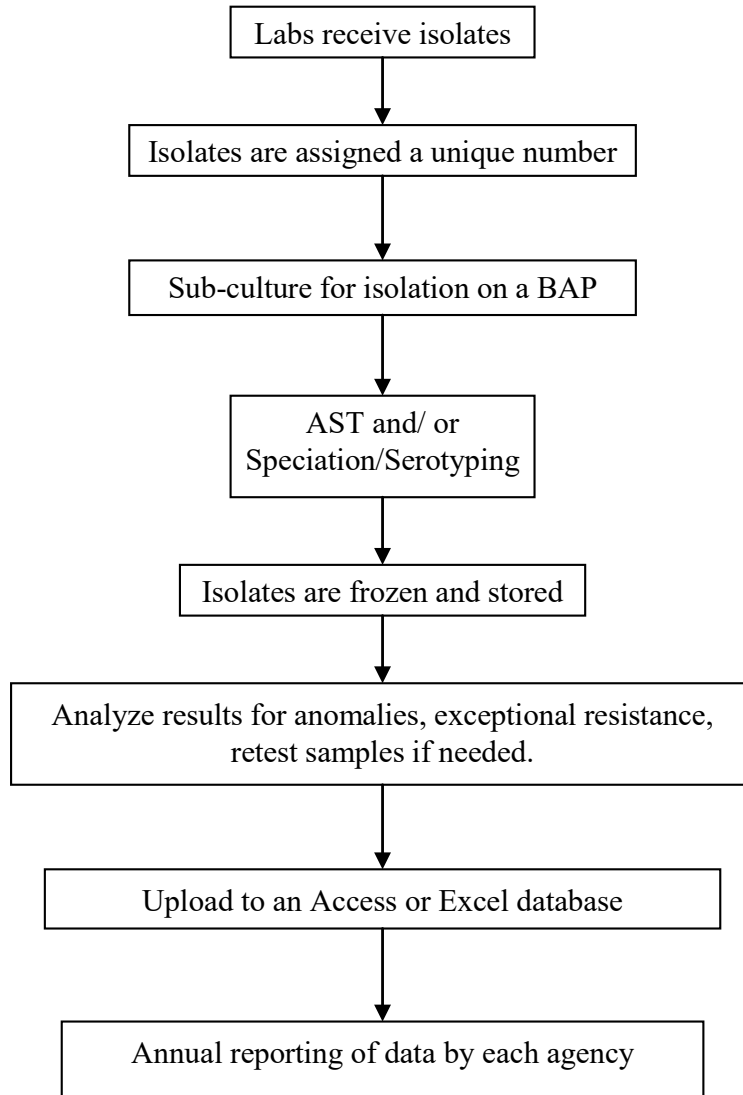 Labs receive isolates
Isolates are assigned a unique number
Sub-culture for isolation on a BAP
AST and/ or
Speciation/Serotyping
Isolates are frozen and stored
Analyze results for anomalies, exceptional resistance,
retest samples if needed.
Upload to an Access or Excel database
Annual reporting of data by each agency